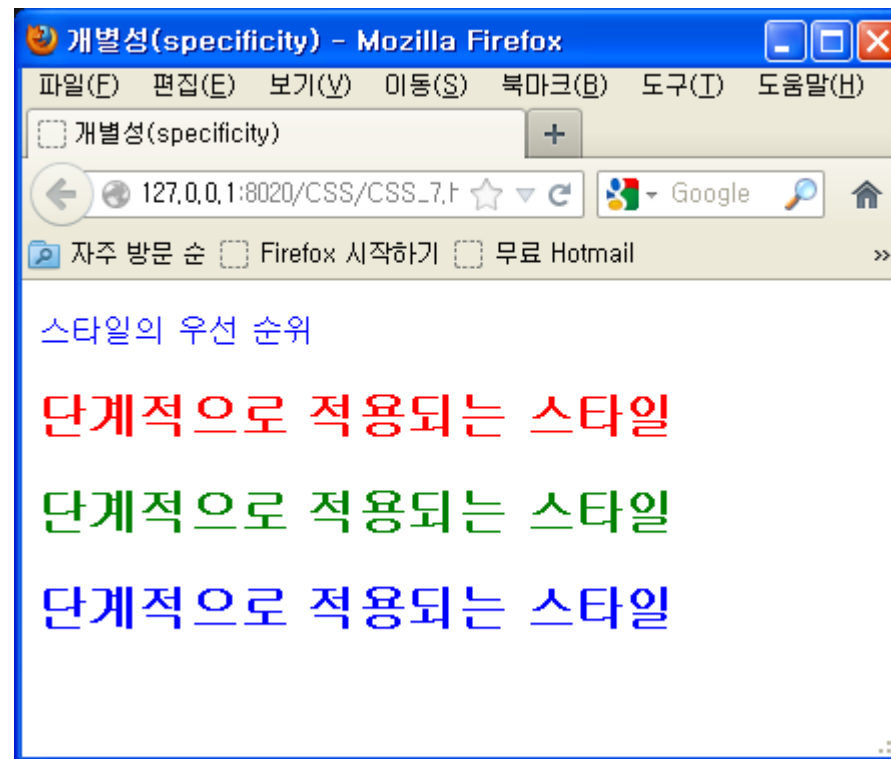 개별성(specificity) - Mozilla Firefox
파일(F) 편집(E) 보기(V) 이동(S) 북마크(B) 도구(T) 도움말(H)
개별성(specificity) +
127.0.0.1:8020/CSS/CSS_7.h Google
자주 방문 순 Firefox 시작하기 무료 Hotmail »
스타일의 우선 순위
단계적으로 적용되는 스타일
단계적으로 적용되는 스타일
단계적으로 적용되는 스타일